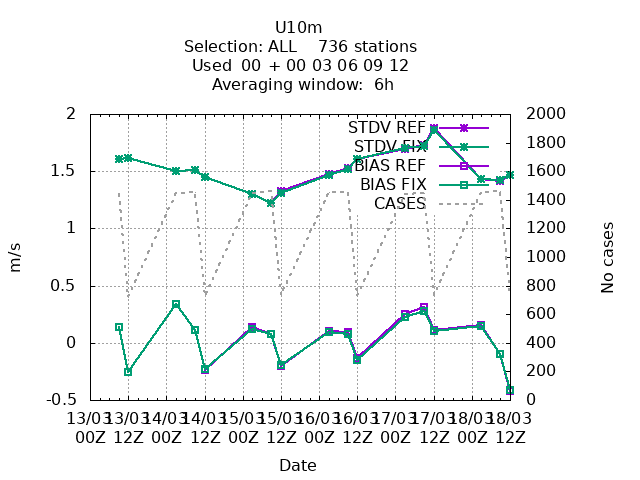 U10m
Selection: ALL    736 stations
Used  00 + 00 03 06 09 12
Averaging window:  6h
STDV REF
STDV FIX
BIAS REF
BIAS FIX
CASES
2
1.5
1
0.5
0
-0.5
m/s
2000
1800
1600
1400
1200
1000
800
600
400
200
0
No cases
13/03 13/03 14/03 14/03 15/03 15/03 16/03 16/03 17/03 17/03 18/03 18/03
00Z 12Z 00Z 12Z 00Z 12Z 00Z 12Z 00Z 12Z 00Z 12Z
Date